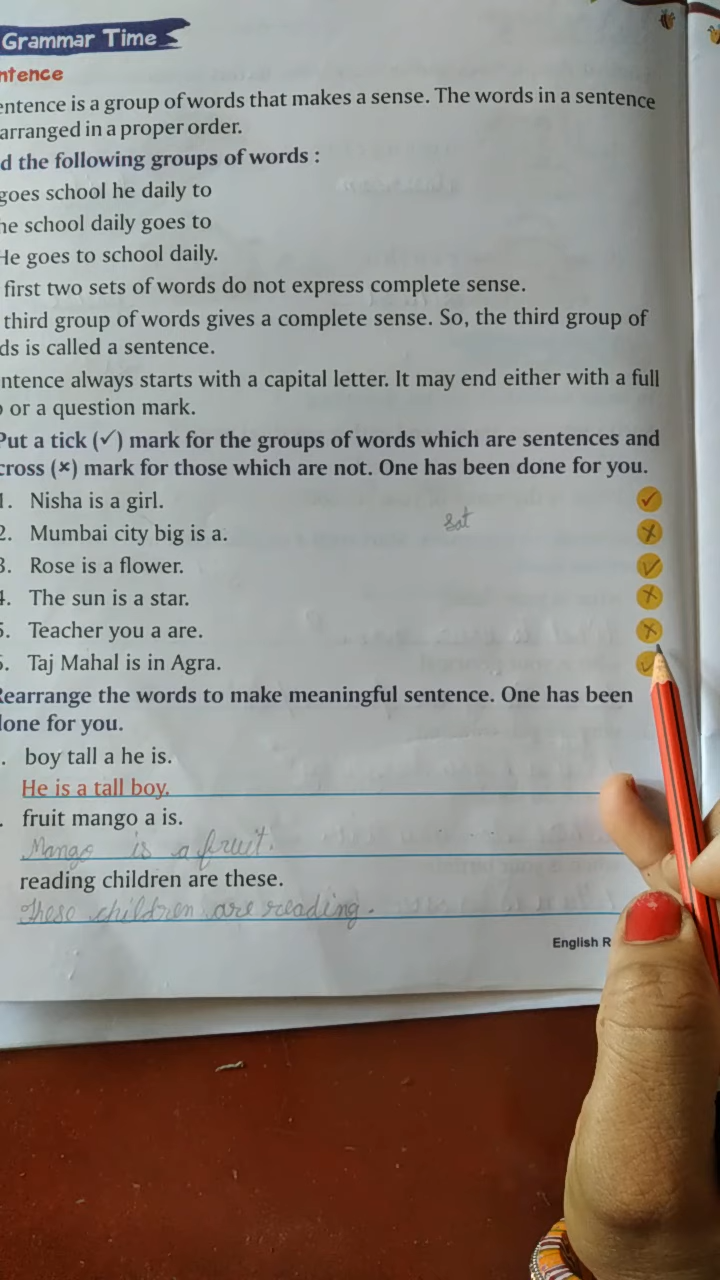 Grammar Time
ntence
entence is a group of words that makes a sense. The words in a sentence
arranged in a proper order.
d the following groups of words :
goes school he daily to
he school daily goes to
He goes to school daily.
first two sets of words do not express complete sense.
third group of words gives a complete sense. So, the third group of
ds is called a sentence.
ntence always starts with a capital letter. It may end either with a full
or a question mark.
Put a tick (✓) mark for the groups of words which are sentences and
cross (×) mark for those which are not. One has been done for you.
1. Nisha is a girl. ✓
2. Mumbai city big is a. ×
3. Rose is a flower. ✓
4. The sun is a star. ×
5. Teacher you a are. ×
6. Taj Mahal is in Agra. ✓
Rearrange the words to make meaningful sentence. One has been
done for you.
. boy tall a he is.
He is a tall boy.
. fruit mango a is.
Mango is a fruit.
reading children are these.
These children are reading.
English R